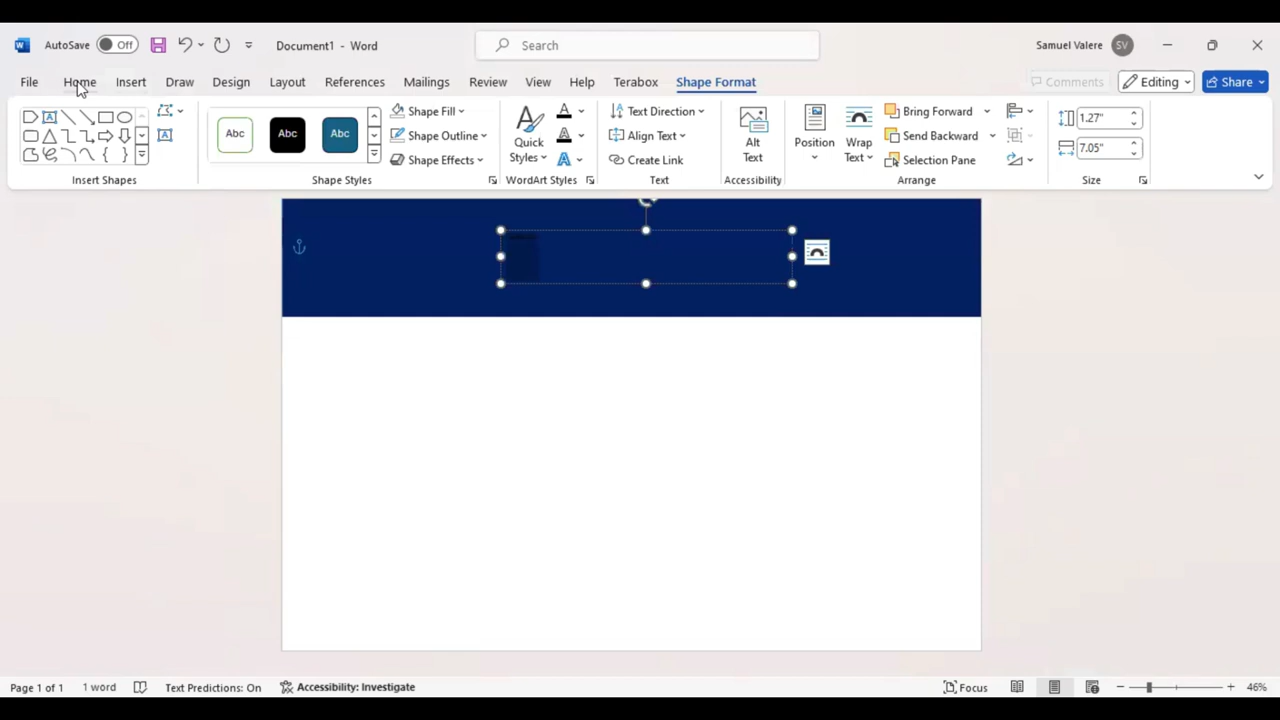 AutoSave Off Document1 - Word Search Samuel Valere SV
File Home Insert Draw Design Layout References Mailings Review View Help Terabox Shape Format Comments Editing Share
Shape Fill Text Direction Bring Forward 1.27"
Abc Abc Abc Shape Outline Quick Styles Align Text Alt Text Position Wrap Text Send Backward 7.05"
Shape Effects Create Link Selection Pane
Insert Shapes Shape Styles WordArt Styles Text Accessibility Arrange Size
Page 1 of 1 1 word Text Predictions: On Accessibility: Investigate Focus 46%